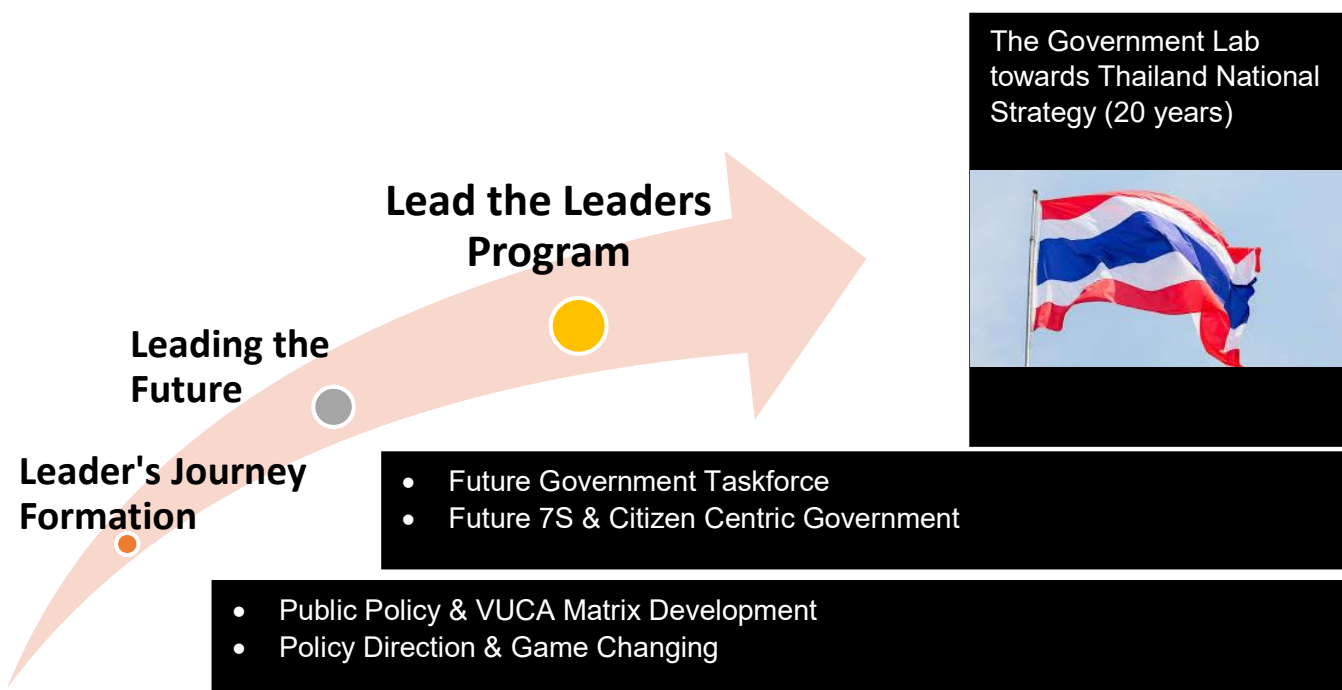 The Government Lab
towards Thailand National
Strategy (20 years)
Lead the Leaders
Program
Leading the
Future
Leader's Journey
Formation
• Future Government Taskforce
• Future 7S & Citizen Centric Government
• Public Policy & VUCA Matrix Development
• Policy Direction & Game Changing